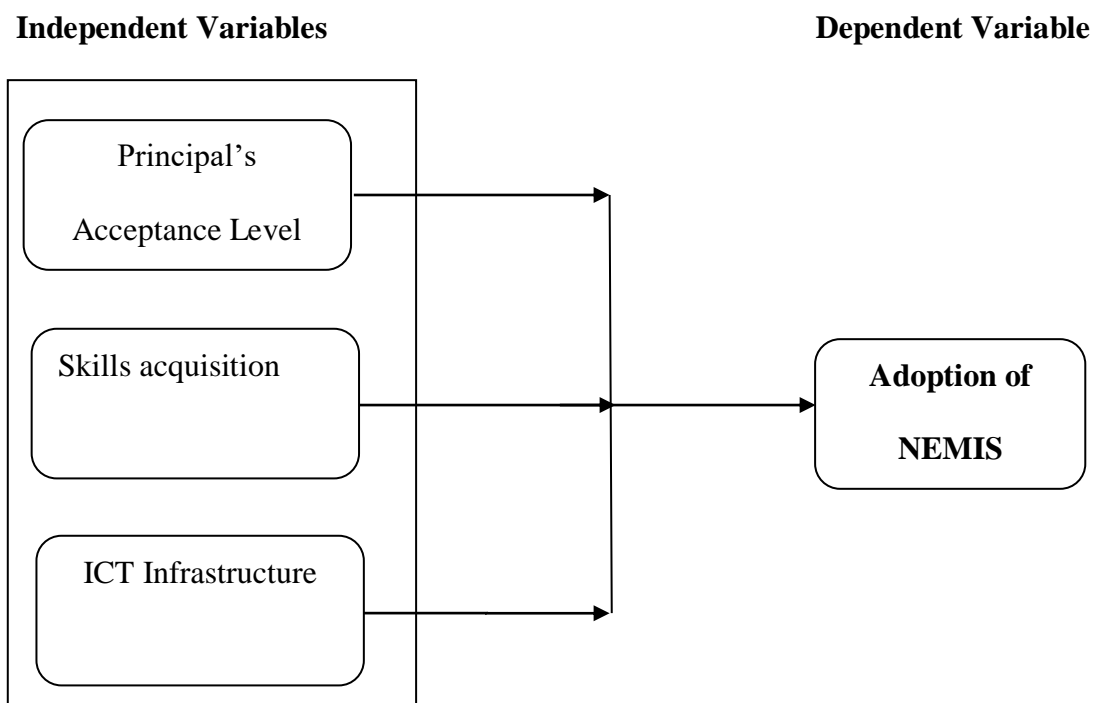 Independent Variables
Dependent Variable
Principal’s
Acceptance Level
Skills acquisition
Adoption of
NEMIS
ICT Infrastructure